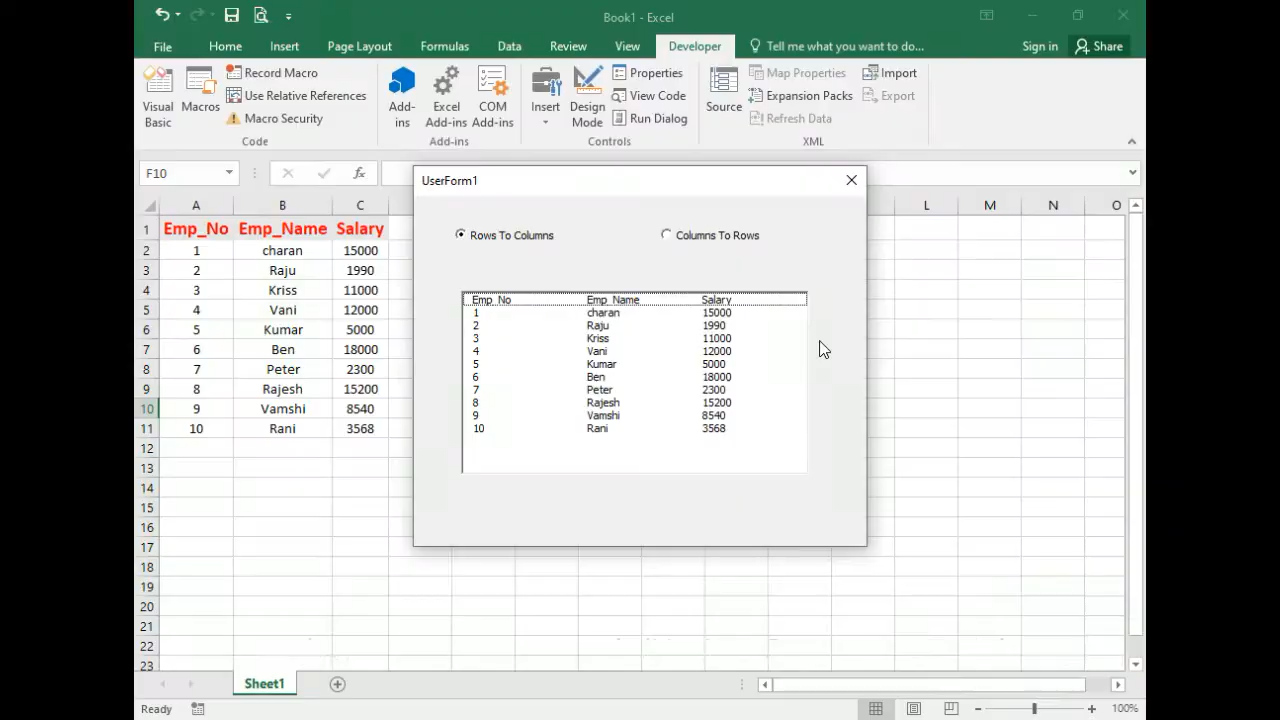 Book1 - Excel
File Home Insert Page Layout Formulas Data Review View Developer Tell me what you want to do... Sign in Share
Visual Basic
Macros
Record Macro
Use Relative References
Macro Security
Code
Add-ins
Excel Add-ins
COM Add-ins
Add-ins
Insert
Design Mode
Properties
View Code
Run Dialog
Controls
Source
Map Properties
Expansion Packs
Refresh Data
Import
Export
XML
F10 fx
A B C L M N O
1 Emp_No Emp_Name Salary
2 1 charan 15000
3 2 Raju 1990
4 3 Kriss 11000
5 4 Vani 12000
6 5 Kumar 5000
7 6 Ben 18000
8 7 Peter 2300
9 8 Rajesh 15200
10 9 Vamshi 8540
11 10 Rani 3568
12
13
14
15
16
17
18
19
20
21
22
23
UserForm1
Rows To Columns Columns To Rows
Emp_No Emp_Name Salary
1 charan 15000
2 Raju 1990
3 Kriss 11000
4 Vani 12000
5 Kumar 5000
6 Ben 18000
7 Peter 2300
8 Rajesh 15200
9 Vamshi 8540
10 Rani 3568
Sheet1
Ready 100%